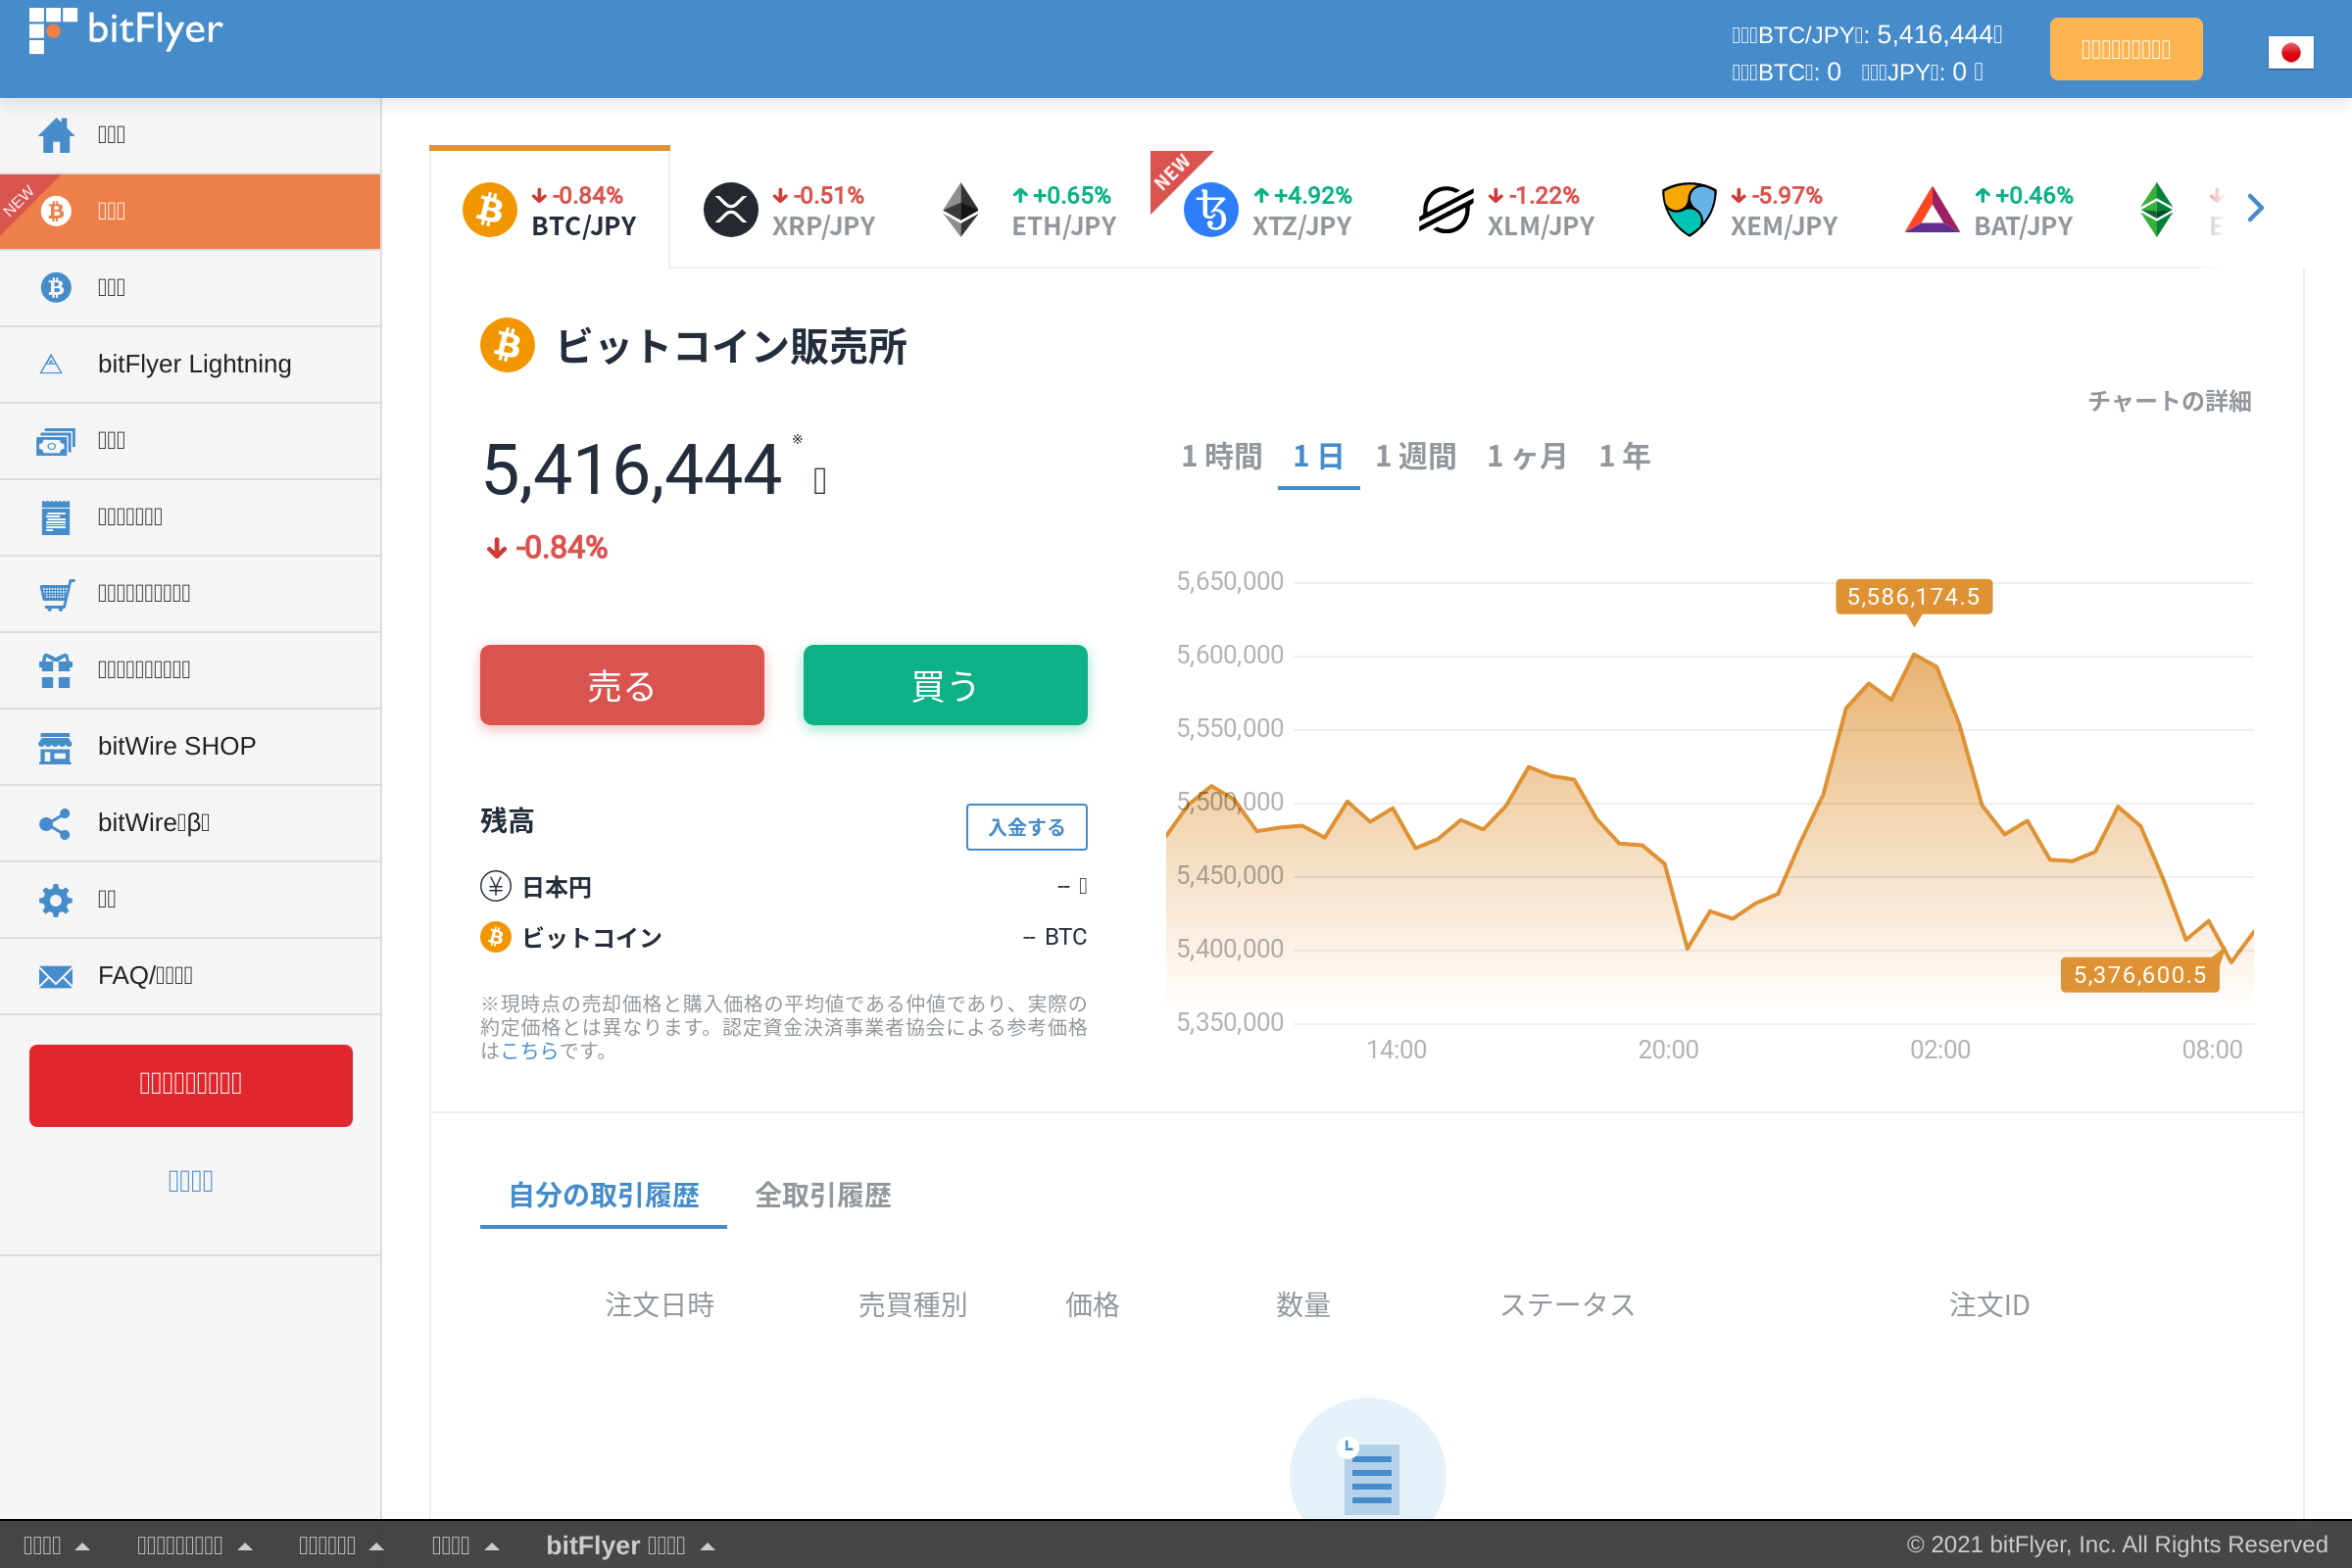 bitFlyer
BTC/JPY : 5,416,444
BTC : 0 JPY : 0
NEW
bitFlyer Lightning
bitWire SHOP
bitWire β
FAQ/
-0.84%
BTC/JPY
-0.51%
XRP/JPY
+0.65%
ETH/JPY
NEW
+4.92%
XTZ/JPY
-1.22%
XLM/JPY
-5.97%
XEM/JPY
+0.46%
BAT/JPY
ビットコイン販売所
チャートの詳細
5,416,444 ※
-0.84%
1 時間 1 日 1 週間 1 ヶ月 1 年
売る 買う
残高 入金する
日本円 --
ビットコイン -- BTC
※現時点の売却価格と購入価格の平均値である仲値であり、実際の
約定価格とは異なります。認定資金決済事業者協会による参考価格
はこちらです。
5,650,000
5,586,174.5
5,600,000
5,550,000
5,500,000
5,450,000
5,400,000
5,376,600.5
5,350,000
14:00 20:00 02:00 08:00
自分の取引履歴 全取引履歴
注文日時 売買種別 価格 数量 ステータス 注文ID
bitFlyer
© 2021 bitFlyer, Inc. All Rights Reserved